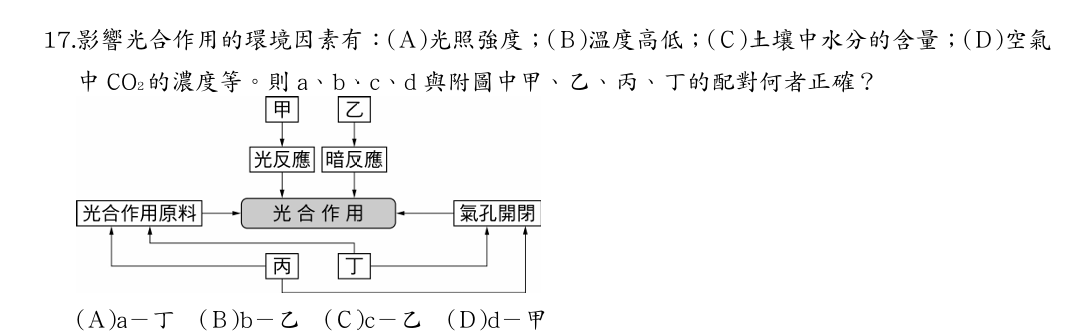 17.影響光合作用的環境因素有：(A)光照強度；(B)溫度高低；(C)土壤中水分的含量；(D)空氣
中 CO₂的濃度等。則 a、b、c、d 與附圖中甲、乙、丙、丁的配對何者正確？
甲 乙
光反應 暗反應
光合作用原料 光合作用 氣孔開閉
丙 丁
(A)a－丁 (B)b－乙 (C)c－乙 (D)d－甲